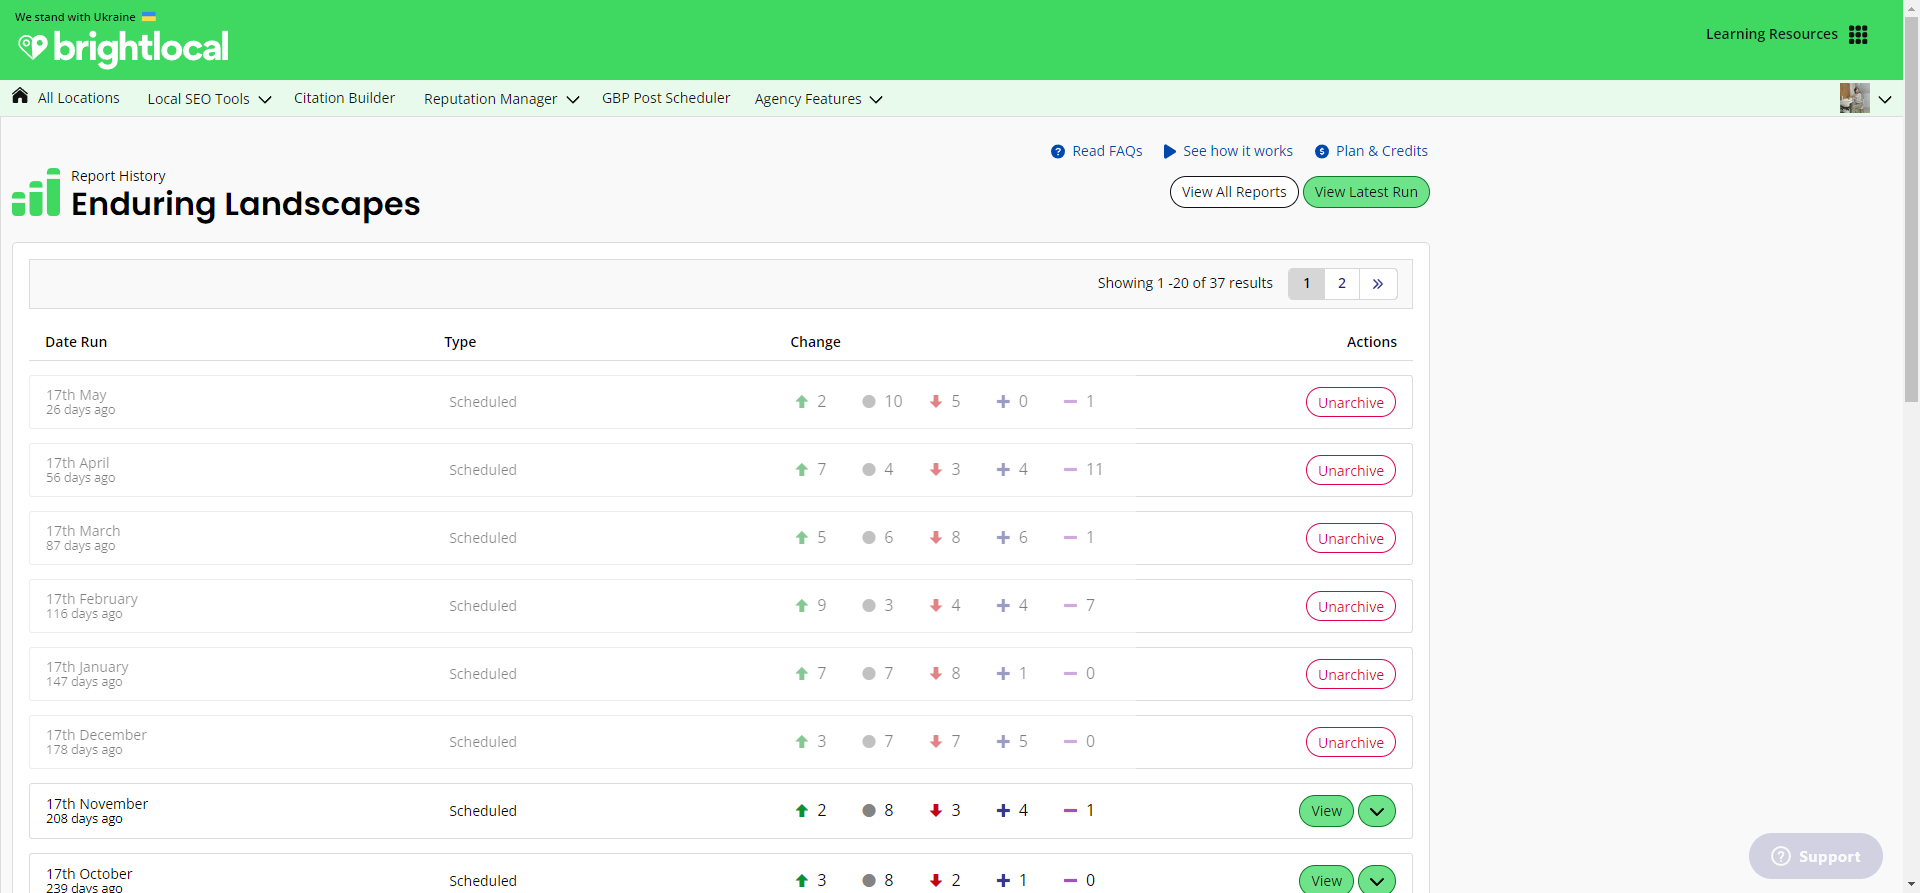 We stand with Ukraine
brightlocal
Learning Resources
All Locations Local SEO Tools Citation Builder Reputation Manager GBP Post Scheduler Agency Features
Read FAQs See how it works Plan & Credits
Report History
Enduring Landscapes
View All Reports View Latest Run
Showing 1 -20 of 37 results 1 2 »
Date Run Type Change Actions
17th May
26 days ago
Scheduled 2 10 5 0 1 Unarchive
17th April
56 days ago
Scheduled 7 4 3 4 11 Unarchive
17th March
87 days ago
Scheduled 5 6 8 6 1 Unarchive
17th February
116 days ago
Scheduled 9 3 4 4 7 Unarchive
17th January
147 days ago
Scheduled 7 7 8 1 0 Unarchive
17th December
178 days ago
Scheduled 3 7 7 5 0 Unarchive
17th November
208 days ago
Scheduled 2 8 3 4 1 View
17th October
239 days ago
Scheduled 3 8 2 1 0 View
Support